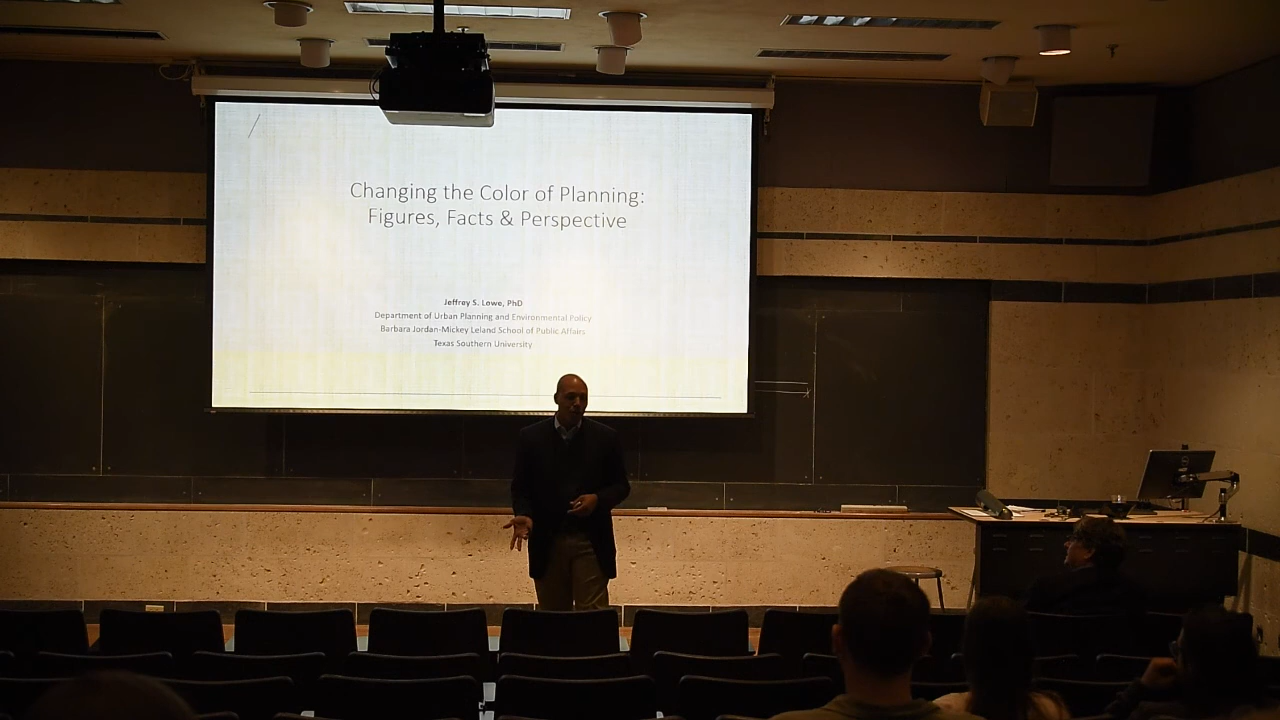 Changing the Color of Planning:
Figures, Facts & Perspective
Jeffrey S. Lowe, PhD
Department of Urban Planning and Environmental Policy
Barbara Jordan-Mickey Leland School of Public Affairs
Texas Southern University